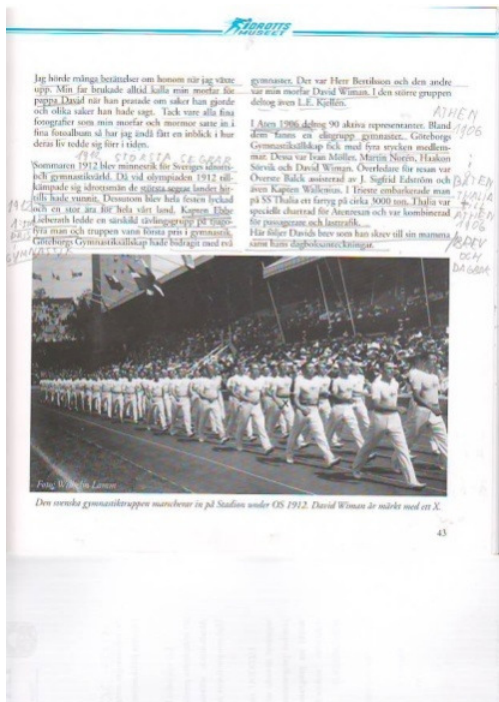 IDROTTS
MUSEET
Jag hörde många berättelser om honom när jag växte
upp. Min far brukade alltid kalla min morfar för
pappa David när han pratade om saker han gjorde
och olika saker han hade sagt. Tack vare alla fina
fotografier som min morfar och mormor satte in i
fina fotoalbum så har jag ändå fått en inblick i hur
deras liv tedde sig förr i tiden.
1912 STÖRSTA SEGRAR
Sommaren 1912 blev minnesrik för Sveriges idrotts-
och gymnastikvärld. Då vid olympiaden 1912 till-
kämpade sig idrottsmän de största segrar landet hit-
tills hade vunnit. Dessutom blev hela festen lyckad
och en stor ära för hela vårt land. Kapten Ebbe
Lieberath ledde en särskild tävlingsgrupp på tjugo-
fyra man och truppen vann första pris i gymnastik.
Göteborgs Gymnastiksällskap hade bidragit med två
GYMNASTIK
gymnaster. Det var Herr Bertilsson och den andre
var min morfar David Wiman. I den större gruppen
deltog även L.E. Kjellén.
I Aten 1906 deltog 90 aktiva representanter. Bland
dem fanns en elitgrupp gymnaster. Göteborgs
Gymnastiksällskap fick med fyra stycken medlem-
mar. Dessa var Ivan Möller, Martin Norén, Haakon
Sörvik och David Wiman. Överledare för resan var
Överste Balck assisterad av J. Sigfrid Edström och
även Kapten Wallenius. I Trieste embarkerade man
på SS Thalia ett fartyg på cirka 3000 ton. Thalia var
speciellt chartrad för Atenresan och var kombinerad
för passagerare och lasttrafik.
Här följer Davids brev som han skrev till sin mamma
samt hans dagboksanteckningar.
ATHEN
1906
BÅTEN
THALIA
TILL
ATEN
1906
BREV
OCH
DAGBOK
Foto: Wilhelm Lamm
Den svenska gymnastiktruppen marscherar in på Stadion under OS 1912. David Wiman är märkt med ett X.
43